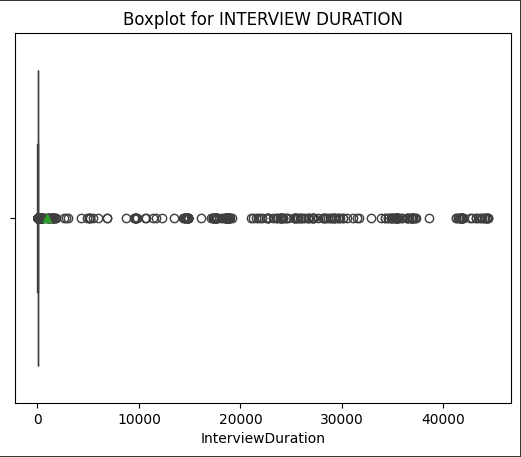 Boxplot for INTERVIEW DURATION
0 10000 20000 30000 40000
InterviewDuration